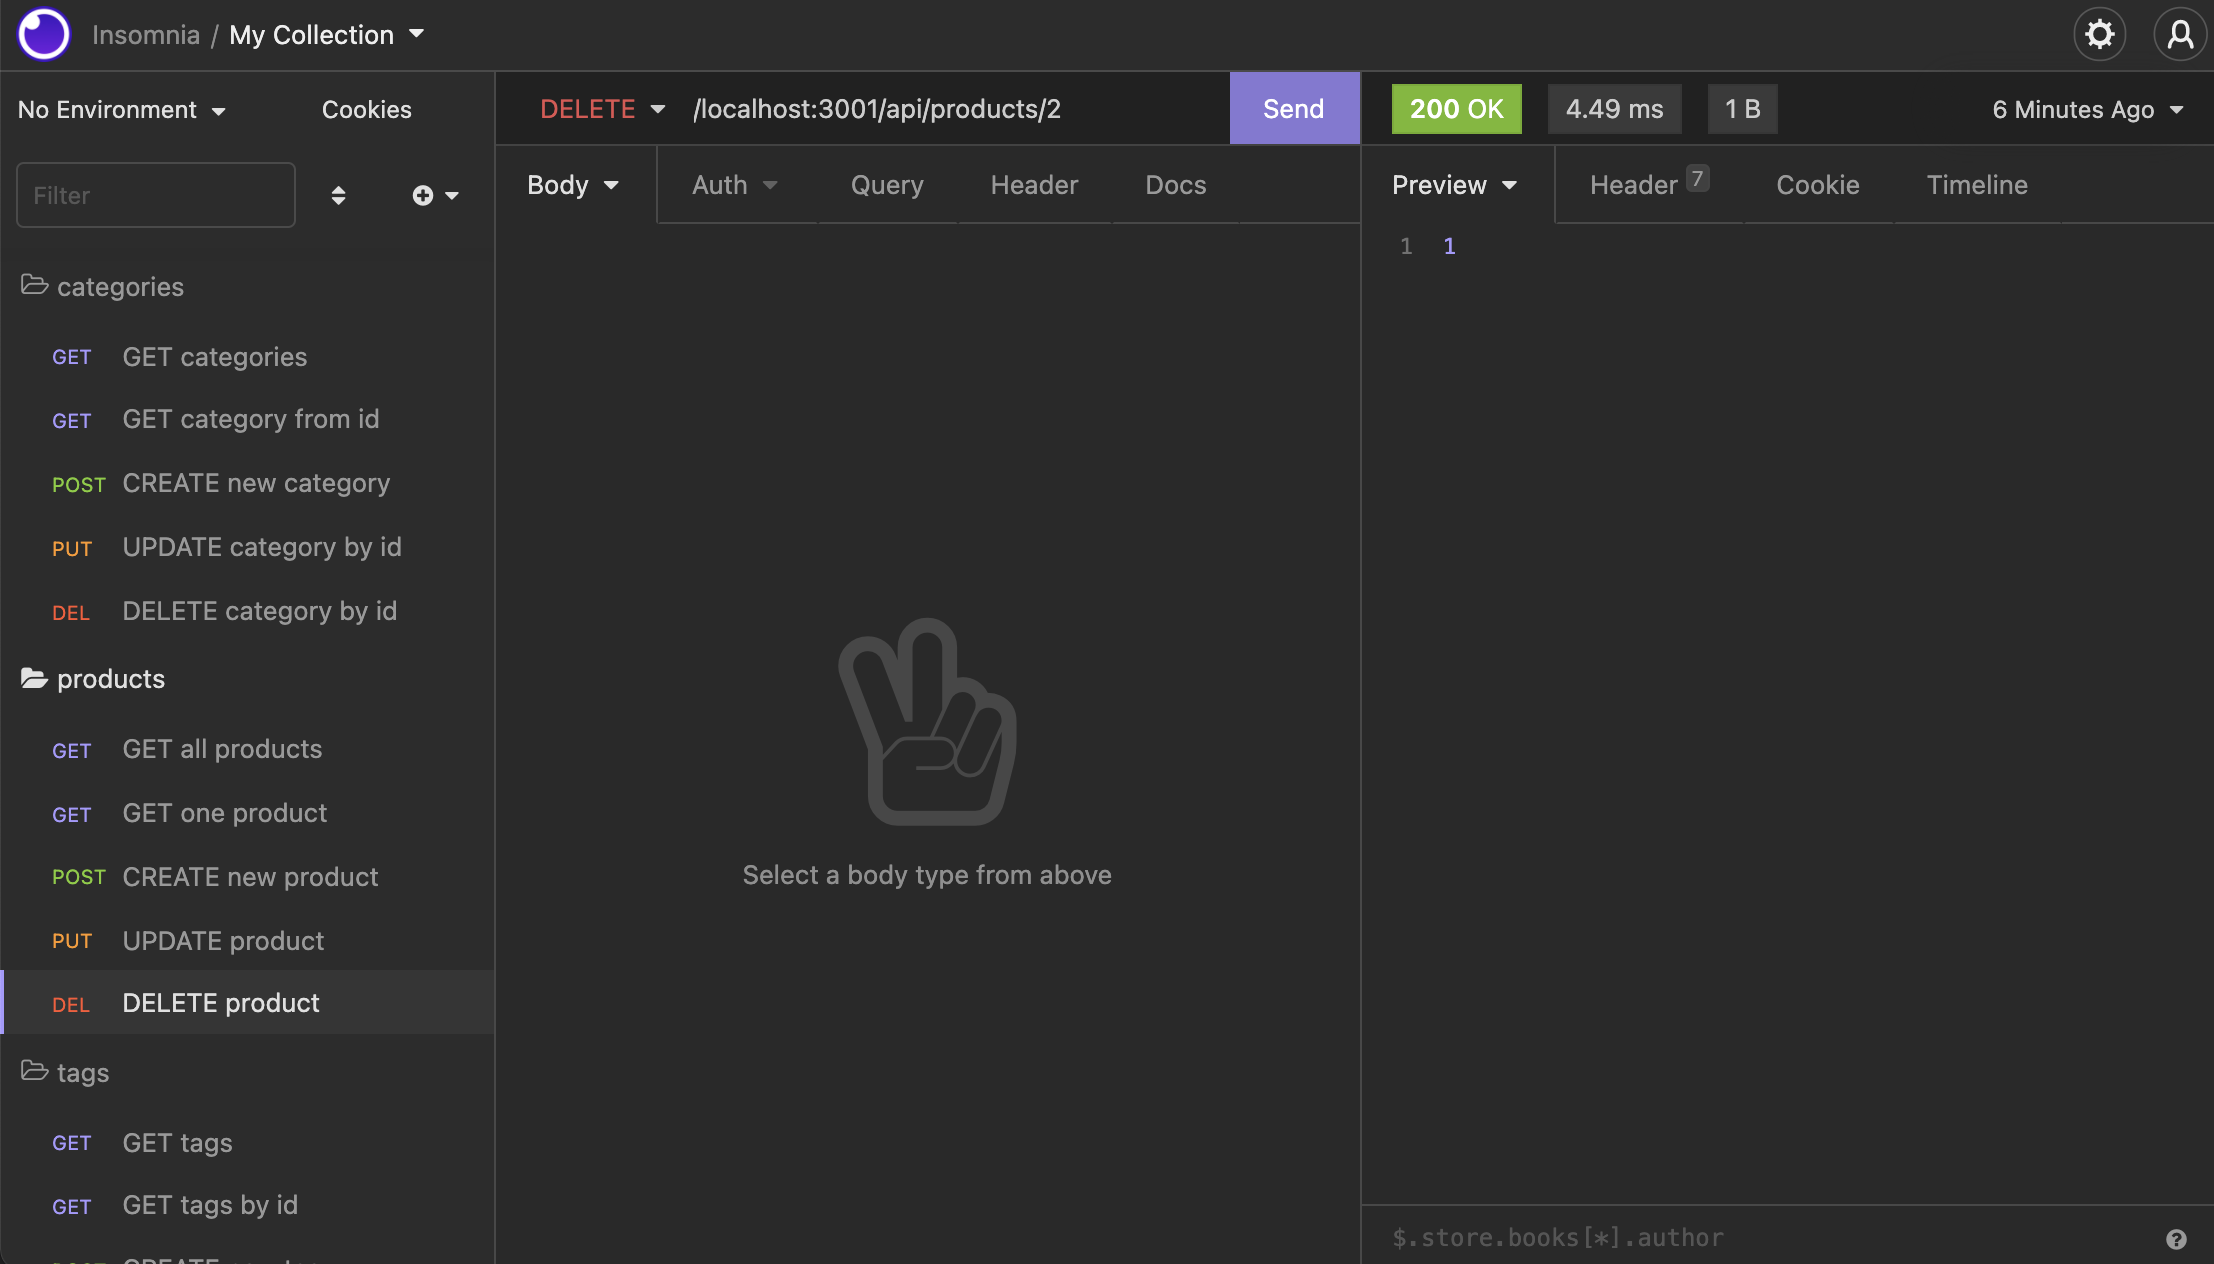 Insomnia / My Collection
No Environment
Cookies
Filter
categories
GET GET categories
GET GET category from id
POST CREATE new category
PUT UPDATE category by id
DEL DELETE category by id
products
GET GET all products
GET GET one product
POST CREATE new product
PUT UPDATE product
DEL DELETE product
tags
GET GET tags
GET GET tags by id
DELETE /localhost:3001/api/products/2 Send
Body Auth Query Header Docs
Select a body type from above
200 OK 4.49 ms 1 B 6 Minutes Ago
Preview Header 7 Cookie Timeline
1 1
$.store.books[*].author